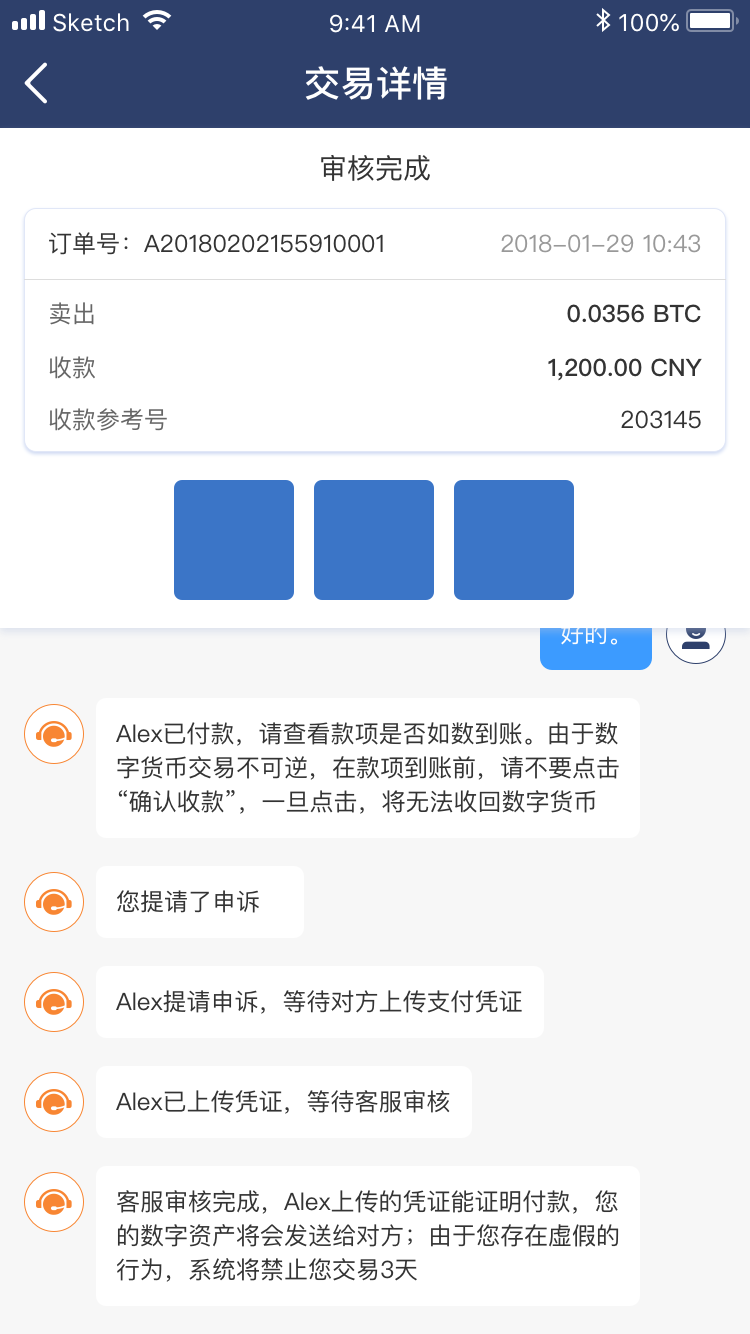 Sketch 9:41 AM 100%
交易详情
审核完成
订单号：A20180202155910001 2018-01-29 10:43
卖出 0.0356 BTC
收款 1,200.00 CNY
收款参考号 203145
好的。
Alex已付款，请查看款项是否如数到账。由于数
字货币交易不可逆，在款项到账前，请不要点击
“确认收款”，一旦点击，将无法收回数字货币
您提请了申诉
Alex提请申诉，等待对方上传支付凭证
Alex已上传凭证，等待客服审核
客服审核完成，Alex上传的凭证能证明付款，您
的数字资产将会发送给对方；由于您存在虚假的
行为，系统将禁止您交易3天